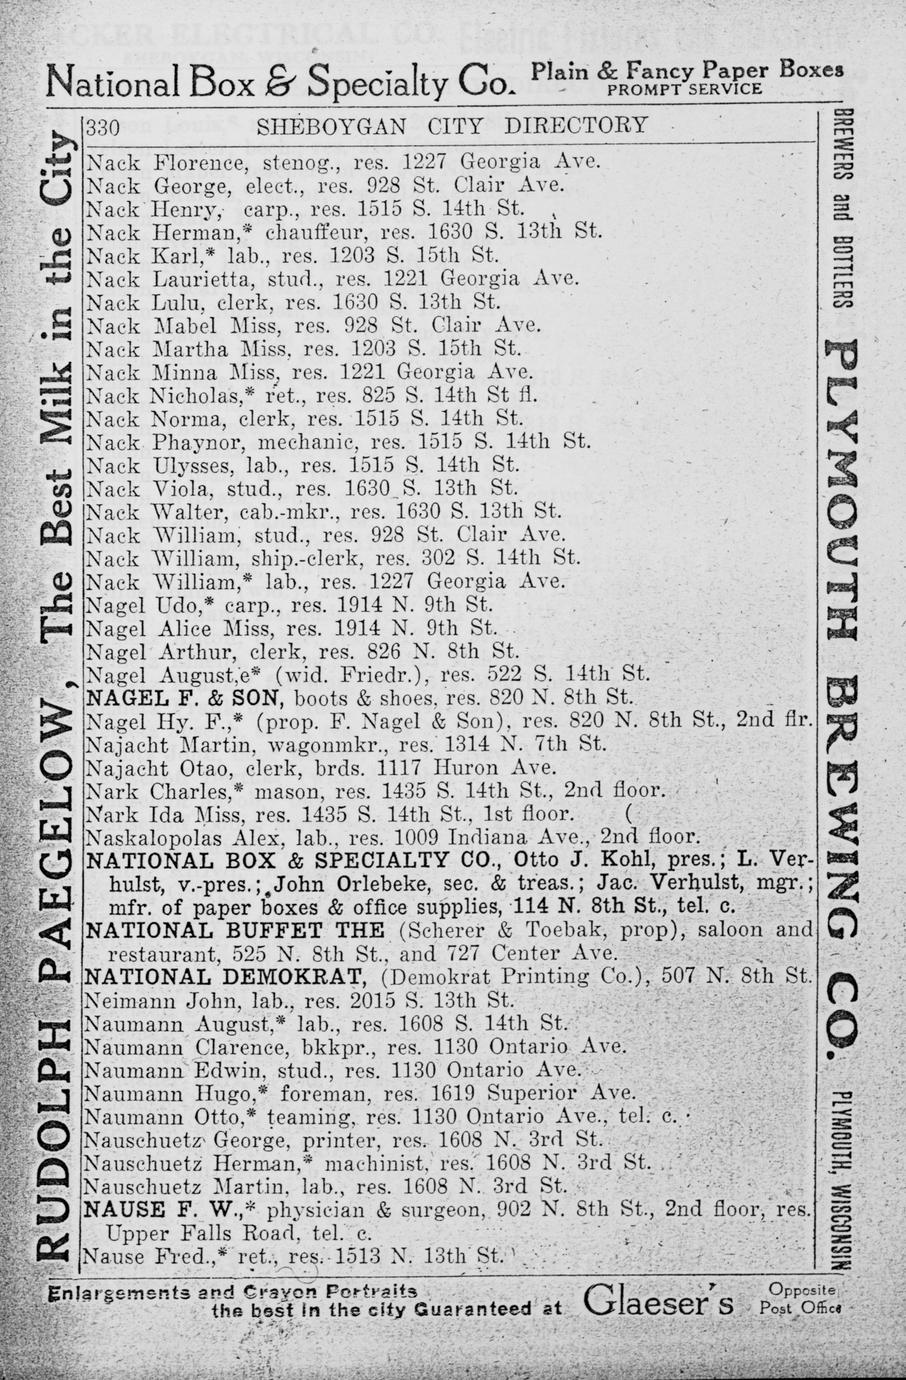 National Box & Specialty Co. Plain & Fancy Paper Boxes
PROMPT SERVICE
330 SHEBOYGAN CITY DIRECTORY
Nack Florence, stenog., res. 1227 Georgia Ave.
Nack George, elect., res. 928 St. Clair Ave.
Nack Henry, carp., res. 1515 S. 14th St.
Nack Herman,* chauffeur, res. 1630 S. 13th St.
Nack Karl,* lab., res. 1203 S. 15th St.
Nack Laurietta, stud., res. 1221 Georgia Ave.
Nack Lulu, clerk, res. 1630 S. 13th St.
Nack Mabel Miss, res. 928 St. Clair Ave.
Nack Martha Miss, res. 1203 S. 15th St.
Nack Minna Miss, res. 1221 Georgia Ave.
Nack Nicholas,* ret., res. 825 S. 14th St fl.
Nack Norma, clerk, res. 1515 S. 14th St.
Nack Phaynor, mechanic, res. 1515 S. 14th St.
Nack Ulysses, lab., res. 1515 S. 14th St.
Nack Viola, stud., res. 1630 S. 13th St.
Nack Walter, cab.-mkr., res. 1630 S. 13th St.
Nack William, stud., res. 928 St. Clair Ave.
Nack William, ship.-clerk, res. 302 S. 14th St.
Nack William,* lab., res. 1227 Georgia Ave.
Nagel Udo,* carp., res. 1914 N. 9th St.
Nagel Alice Miss, res. 1914 N. 9th St.
Nagel Arthur, clerk, res. 826 N. 8th St.
Nagel August,e* (wid. Friedr.), res. 522 S. 14th St.
NAGEL F. & SON, boots & shoes, res. 820 N. 8th St.
Nagel Hy. F.,* (prop. F. Nagel & Son), res. 820 N. 8th St., 2nd flr.
Najacht Martin, wagonmkr., res. 1314 N. 7th St.
Najacht Otao, clerk, brds. 1117 Huron Ave.
Nark Charles,* mason, res. 1435 S. 14th St., 2nd floor.
Nark Ida Miss, res. 1435 S. 14th St., 1st floor. (
Naskalopolas Alex, lab., res. 1009 Indiana Ave., 2nd floor.
NATIONAL BOX & SPECIALTY CO., Otto J. Kohl, pres.; L. Ver-
hulst, v.-pres.; John Orlebeke, sec. & treas.; Jac. Verhulst, mgr.;
mfr. of paper boxes & office supplies, 114 N. 8th St., tel. c.
NATIONAL BUFFET THE (Scherer & Toebak, prop), saloon and
restaurant, 525 N. 8th St., and 727 Center Ave.
NATIONAL DEMOKRAT, (Demokrat Printing Co.), 507 N. 8th St.
Neimann John, lab., res. 2015 S. 13th St.
Naumann August,* lab., res. 1608 S. 14th St.
Naumann Clarence, bkkpr., res. 1130 Ontario Ave.
Naumann Edwin, stud., res. 1130 Ontario Ave.
Naumann Hugo,* foreman, res. 1619 Superior Ave.
Naumann Otto,* teaming, res. 1130 Ontario Ave., tel. c.
Nauschuetz George, printer, res. 1608 N. 3rd St.
Nauschuetz Herman,* machinist, res. 1608 N. 3rd St.
Nauschuetz Martin, lab., res. 1608 N. 3rd St.
NAUSE F. W.,* physician & surgeon, 902 N. 8th St., 2nd floor, res.
Upper Falls Road, tel. c.
Nause Fred.,* ret., res. 1513 N. 13th St.
RUDOLPH PAEGELOW, The Best Milk in the City
BREWERS and BOTTLERS PLYMOUTH BREWING CO. PLYMOUTH, WISCONSIN
Enlargements and Crayon Portraits
the best in the city Guaranteed at Glaeser's Opposite
Post Office